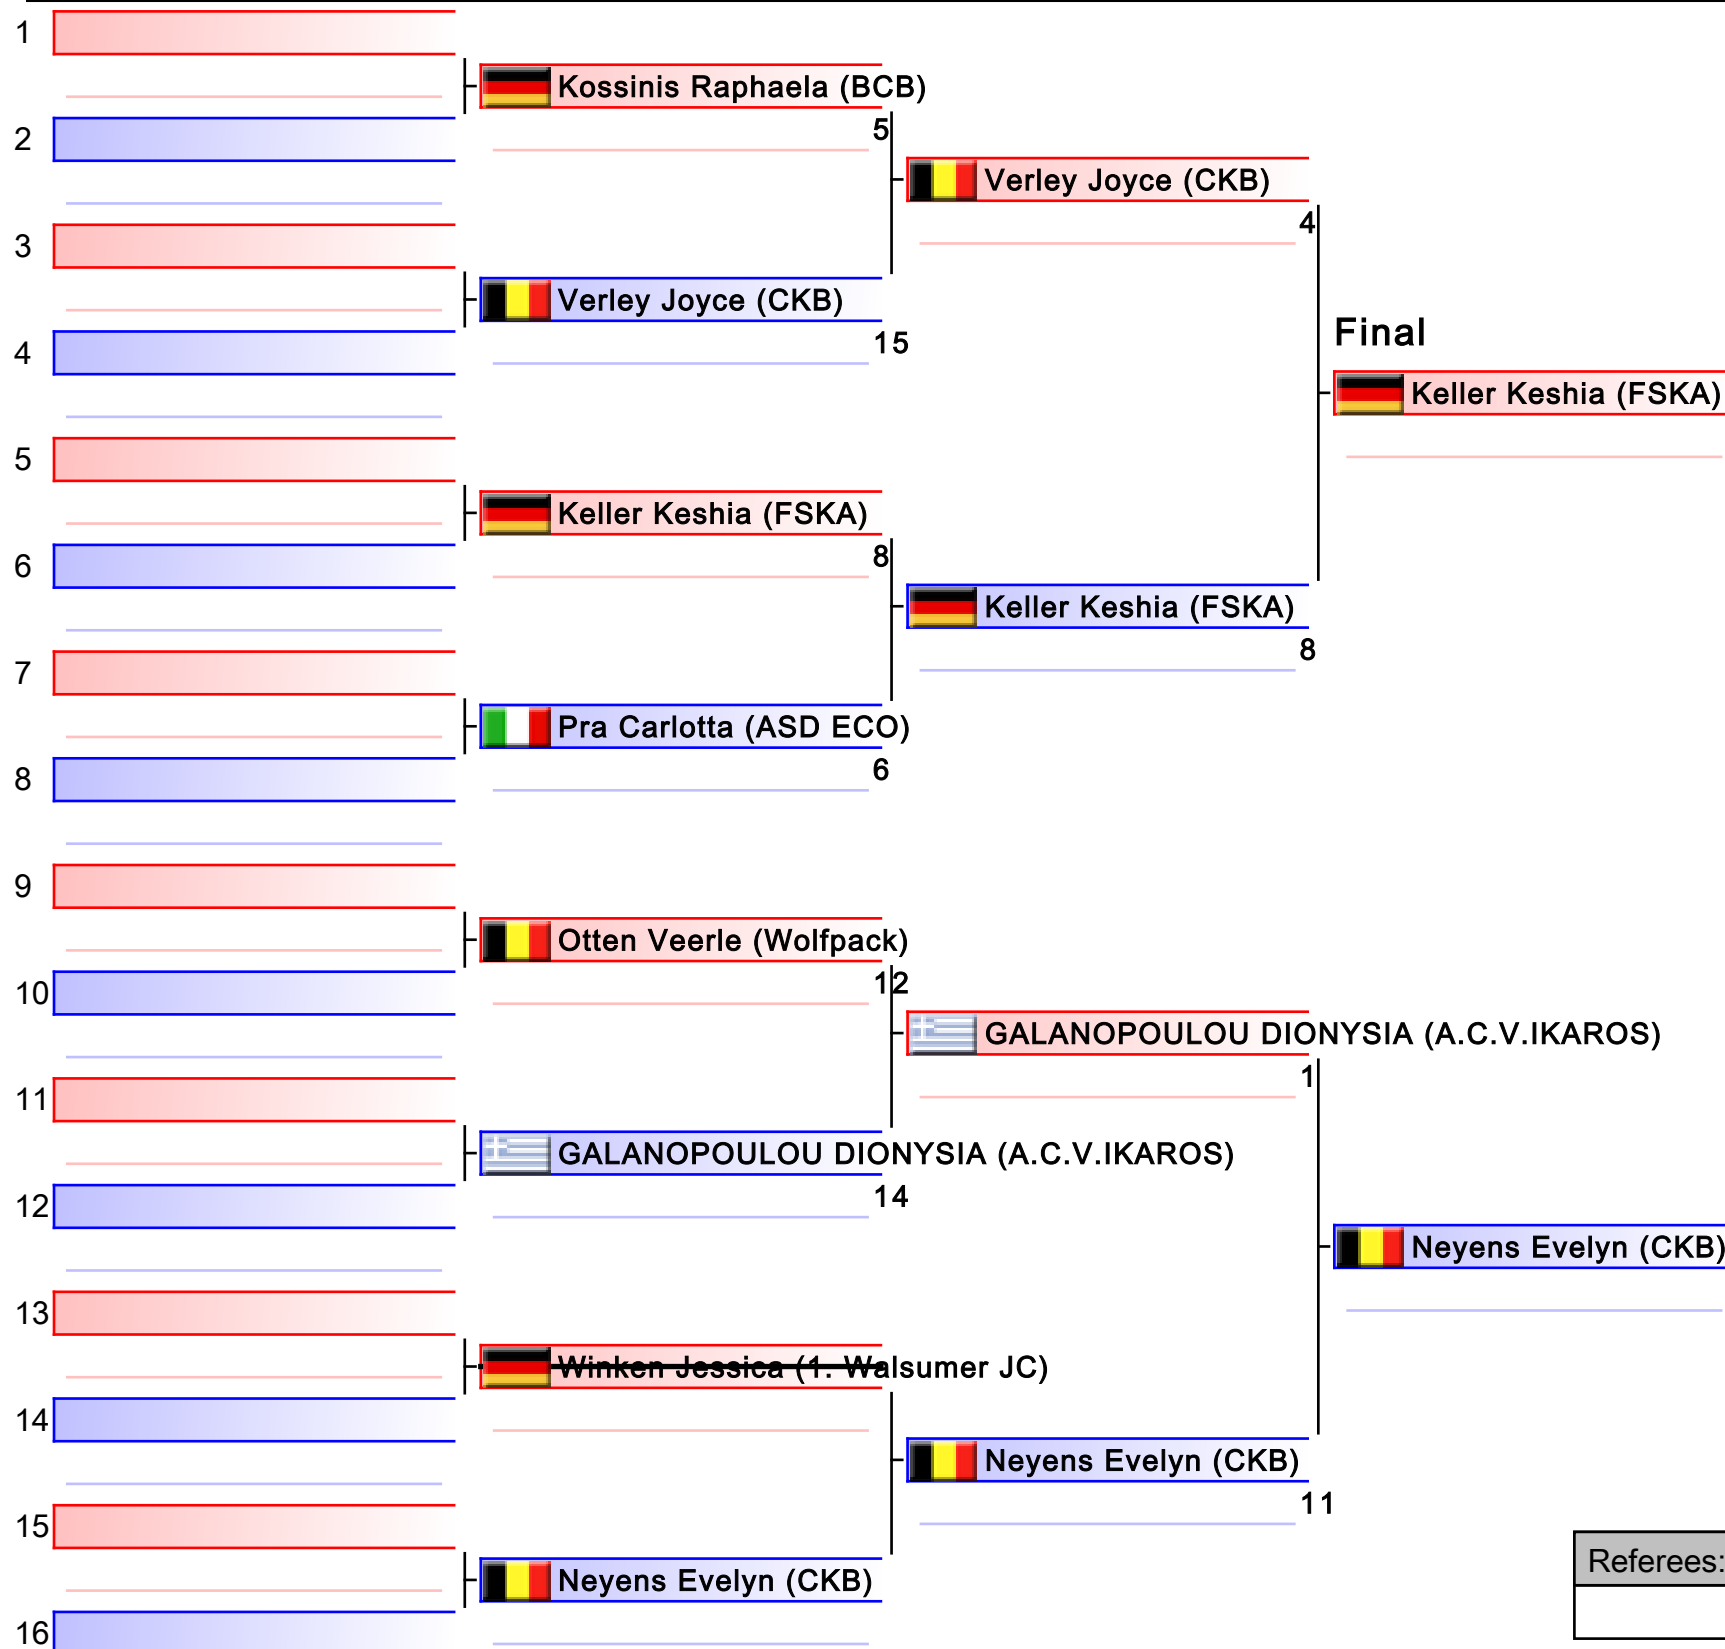 1
Kossinis Raphaela (BCB)
5
2
Verley Joyce (CKB)
4
3
Verley Joyce (CKB)
15
4
Final
Keller Keshia (FSKA)
5
Keller Keshia (FSKA)
8
6
Keller Keshia (FSKA)
8
7
Pra Carlotta (ASD ECO)
6
8
9
Otten Veerle (Wolfpack)
12
10
GALANOPOULOU DIONYSIA (A.C.V.IKAROS)
1
11
GALANOPOULOU DIONYSIA (A.C.V.IKAROS)
14
12
Neyens Evelyn (CKB)
13
Winken Jessica (1. Walsumer JC)
14
Neyens Evelyn (CKB)
11
15
Neyens Evelyn (CKB)
Referees:
16